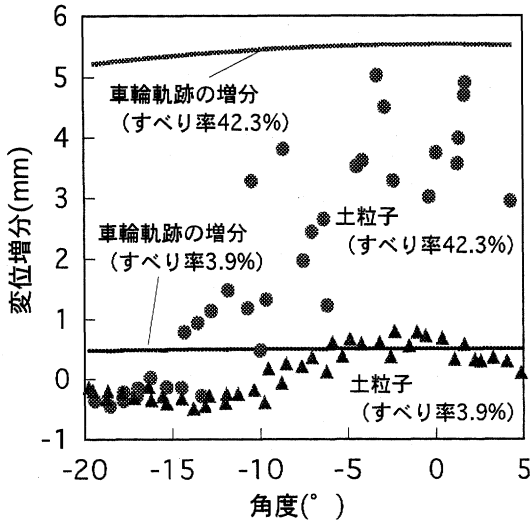 6
5
4
3
2
1
0
-1
変位増分(mm)
車輪軌跡の増分
(すべり率42.3%)
車輪軌跡の増分
(すべり率3.9%)
土粒子
(すべり率42.3%)
土粒子
(すべり率3.9%)
-20 -15 -10 -5 0 5
角度(°)